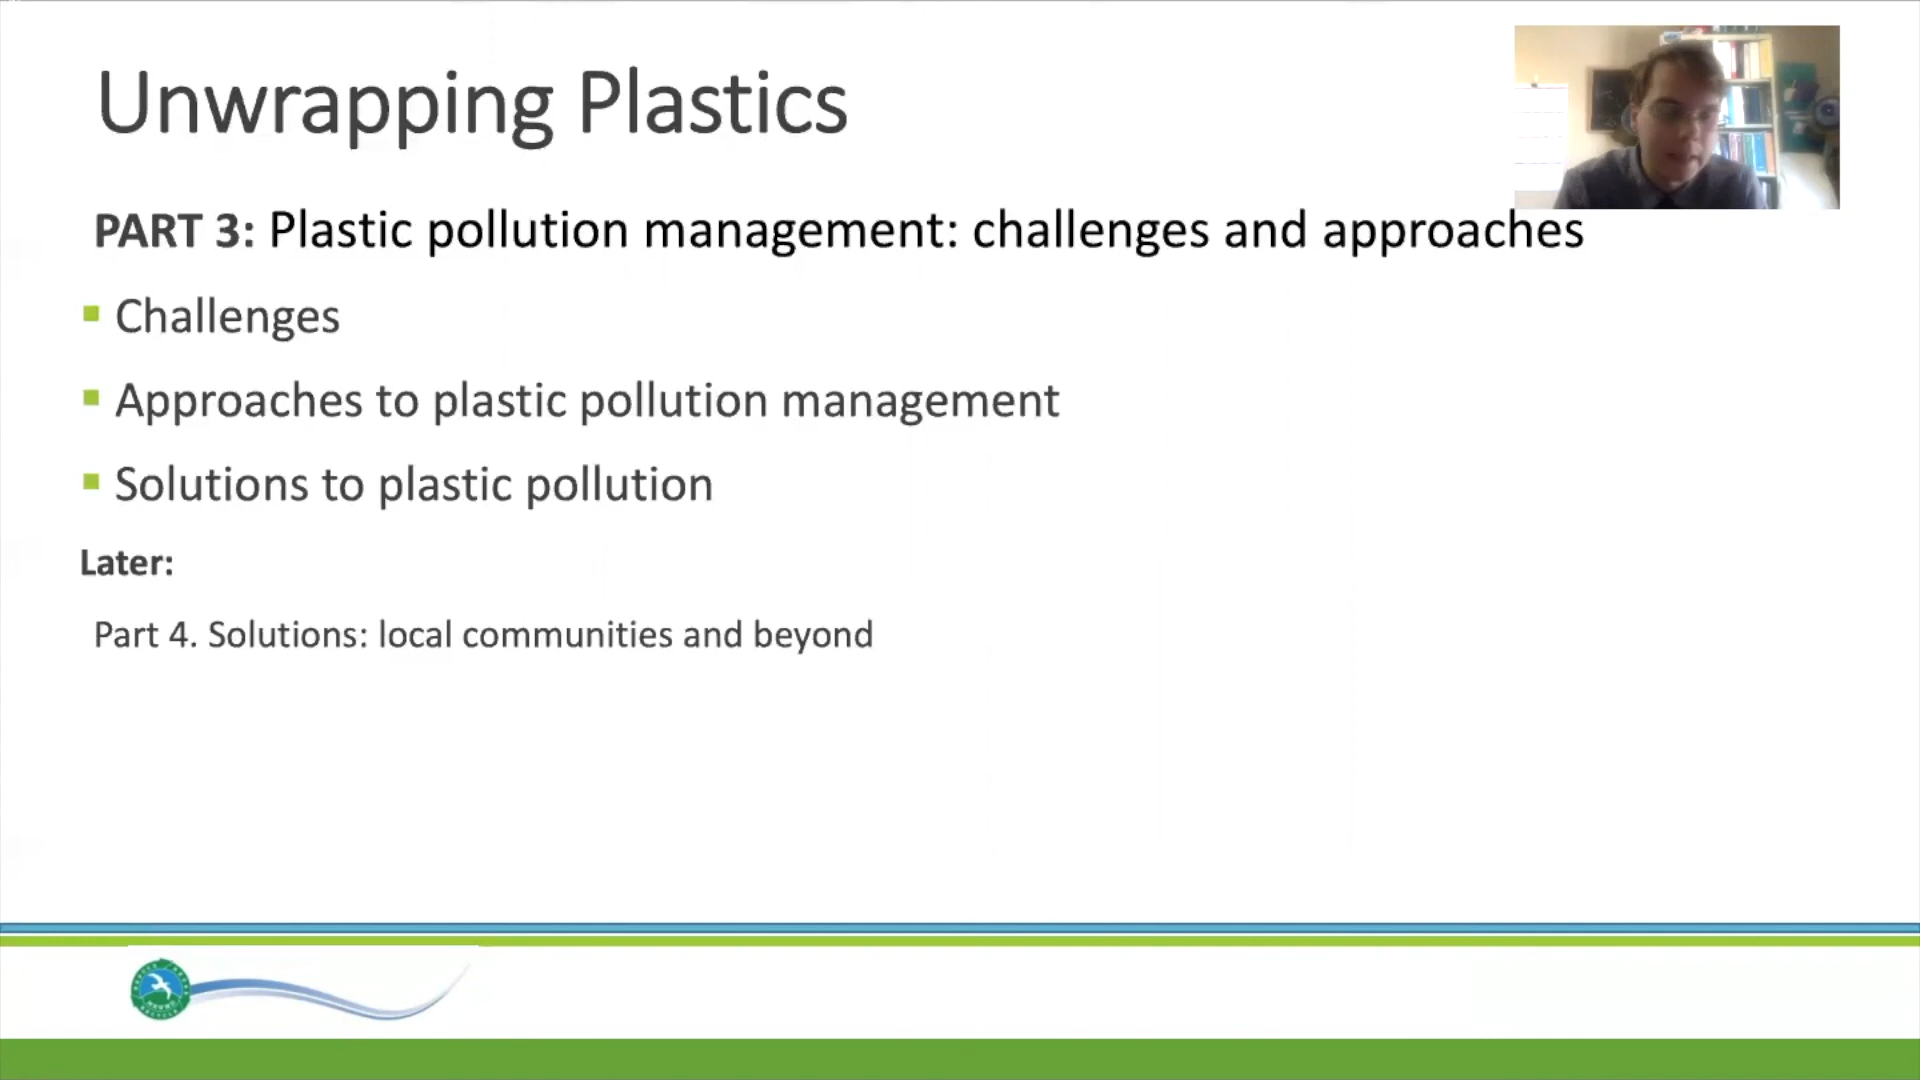 Unwrapping Plastics
PART 3: Plastic pollution management: challenges and approaches
Challenges
Approaches to plastic pollution management
Solutions to plastic pollution
Later:
Part 4. Solutions: local communities and beyond